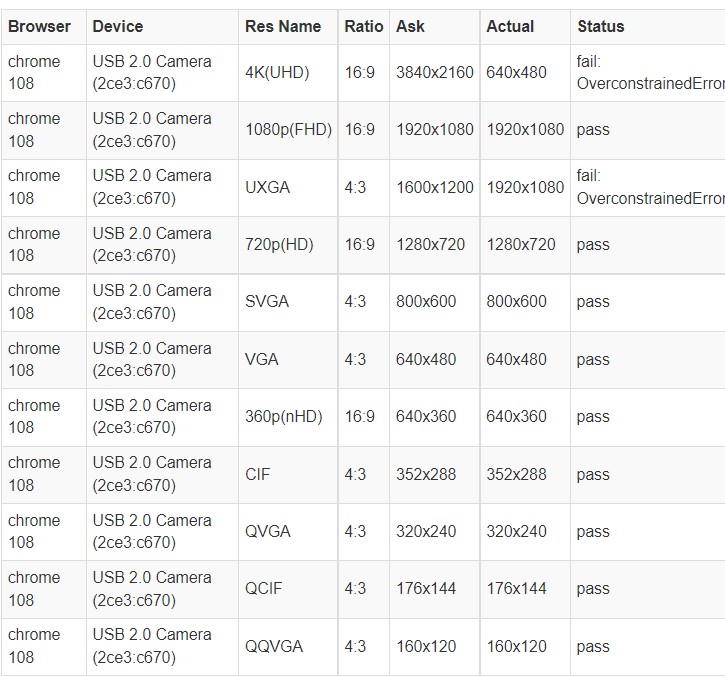 Browser Device Res Name Ratio Ask Actual Status
chrome 108 USB 2.0 Camera (2ce3:c670) 4K(UHD) 16:9 3840x2160 640x480 fail: OverconstrainedError
chrome 108 USB 2.0 Camera (2ce3:c670) 1080p(FHD) 16:9 1920x1080 1920x1080 pass
chrome 108 USB 2.0 Camera (2ce3:c670) UXGA 4:3 1600x1200 1920x1080 fail: OverconstrainedError
chrome 108 USB 2.0 Camera (2ce3:c670) 720p(HD) 16:9 1280x720 1280x720 pass
chrome 108 USB 2.0 Camera (2ce3:c670) SVGA 4:3 800x600 800x600 pass
chrome 108 USB 2.0 Camera (2ce3:c670) VGA 4:3 640x480 640x480 pass
chrome 108 USB 2.0 Camera (2ce3:c670) 360p(nHD) 16:9 640x360 640x360 pass
chrome 108 USB 2.0 Camera (2ce3:c670) CIF 4:3 352x288 352x288 pass
chrome 108 USB 2.0 Camera (2ce3:c670) QVGA 4:3 320x240 320x240 pass
chrome 108 USB 2.0 Camera (2ce3:c670) QCIF 4:3 176x144 176x144 pass
chrome 108 USB 2.0 Camera (2ce3:c670) QQVGA 4:3 160x120 160x120 pass